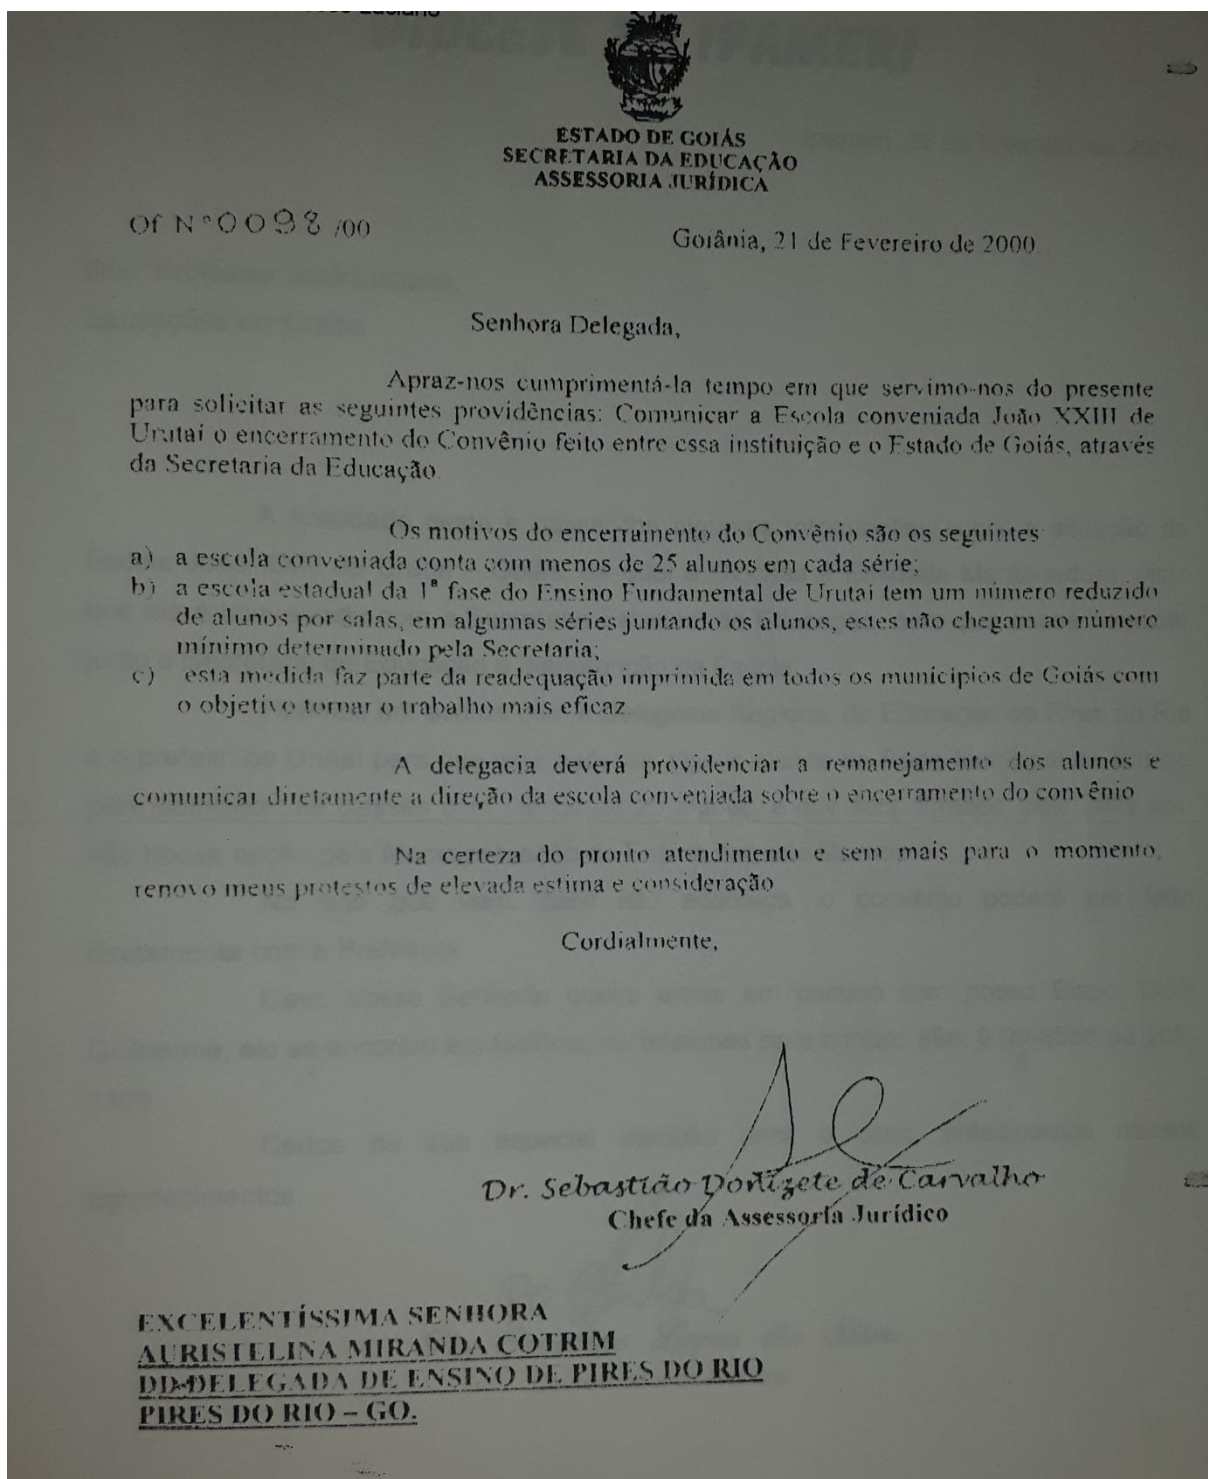 Luciano
DIOCESE IPAMERI
ESTADO DE GOIÁS
SECRETARIA DA EDUCAÇÃO
ASSESSORIA JURÍDICA
Of N°0098/00
Goiânia, 21 de Fevereiro de 2000.
Senhora Delegada,
Apraz-nos cumprimentá-la tempo em que servimo-nos do presente
para solicitar as seguintes providências: Comunicar a Escola conveniada João XXIII de
Urutaí o encerramento do Convênio feito entre essa instituição e o Estado de Goiás, através
da Secretaria da Educação.
Os motivos do encerramento do Convênio são os seguintes
a) a escola conveniada conta com menos de 25 alunos em cada série;
b) a escola estadual da 1ª fase do Ensino Fundamental de Urutaí tem um número reduzido
de alunos por salas, em algumas séries juntando os alunos, estes não chegam ao número
mínimo determinado pela Secretaria;
c) esta medida faz parte da readequação imprimida em todos os municípios de Goiás com
o objetivo tornar o trabalho mais eficaz
A delegacia deverá providenciar a remanejamento dos alunos e
comunicar diretamente a direção da escola conveniada sobre o encerramento do convênio
Na certeza do pronto atendimento e sem mais para o momento,
renovo meus protestos de elevada estima e consideração
Cordialmente,
Dr. Sebastião Donizete de Carvalho
Chefe da Assessoria Jurídico
EXCELENTÍSSIMA SENHORA
AURISTELINA MIRANDA COTRIM
DD-DELEGADA DE ENSINO DE PIRES DO RIO
PIRES DO RIO – GO.